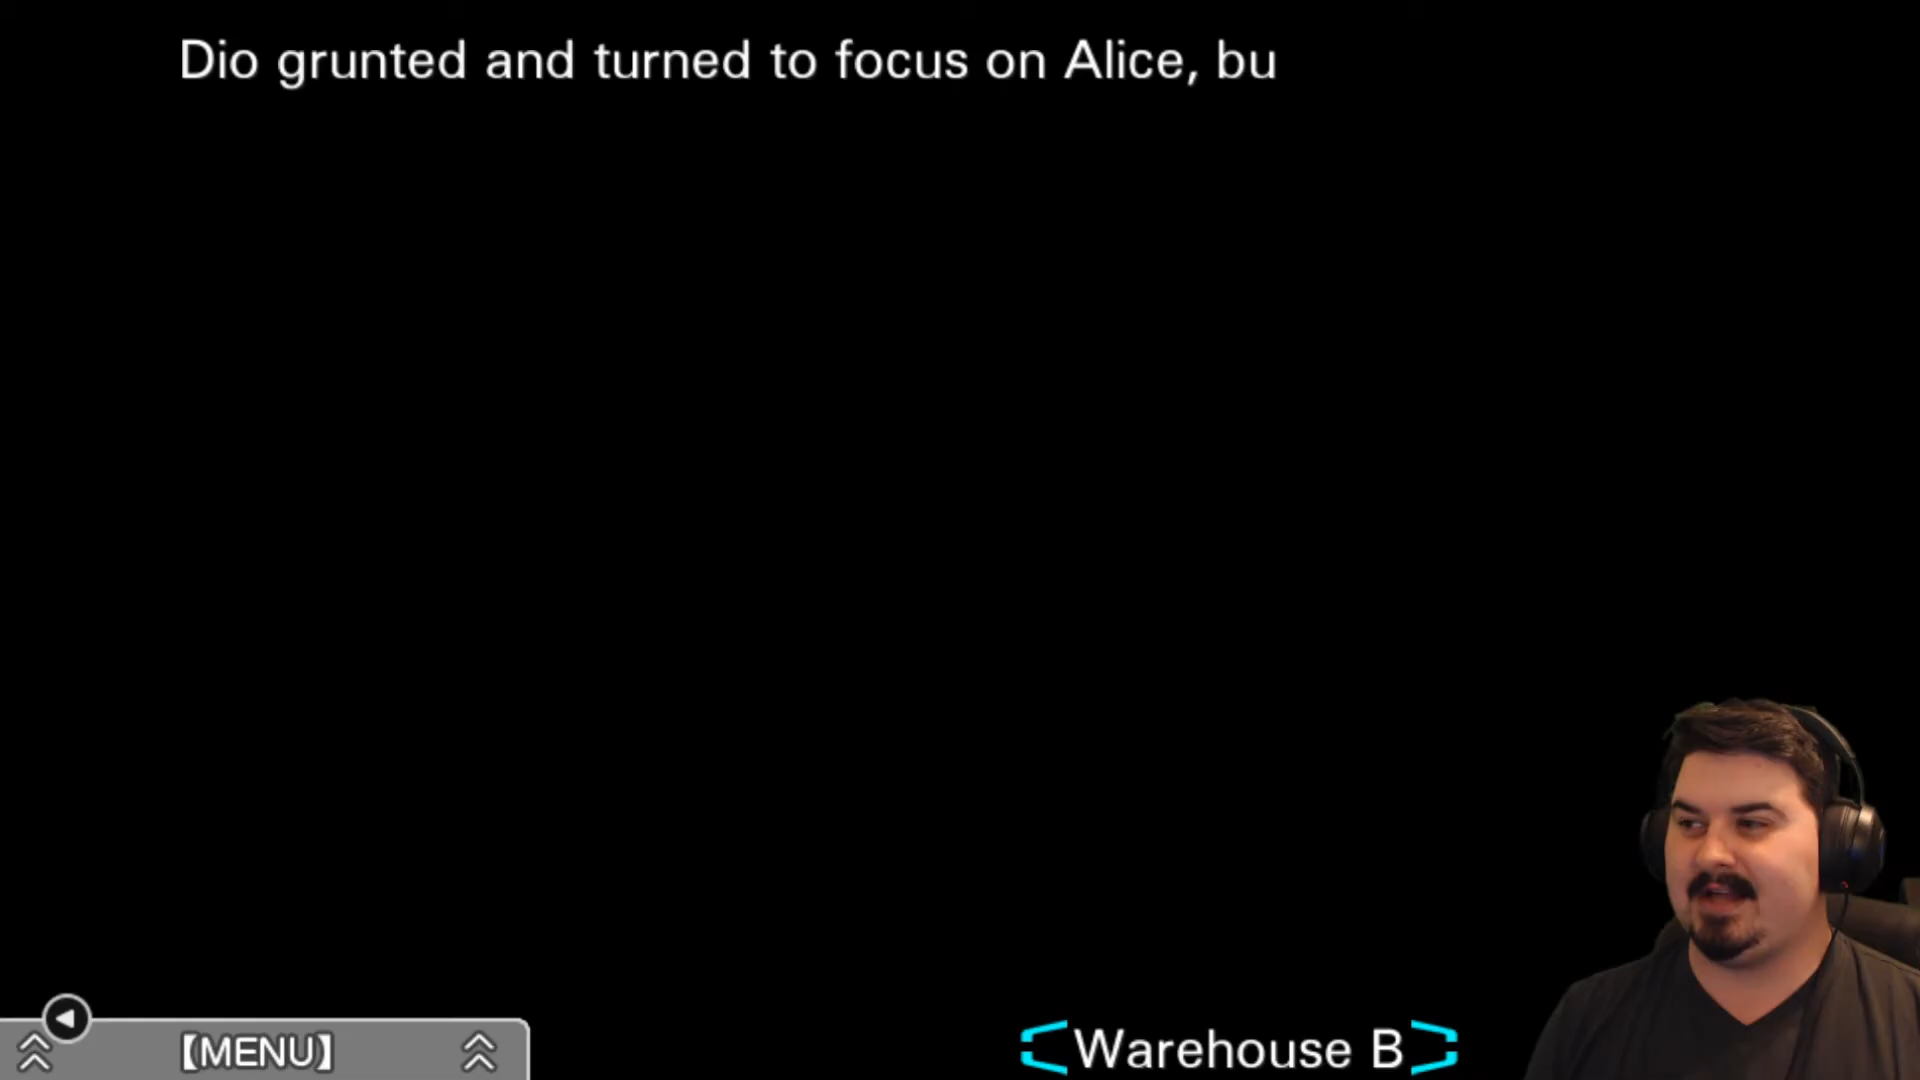 Dio grunted and turned to focus on Alice, bu
【MENU】
Warehouse B